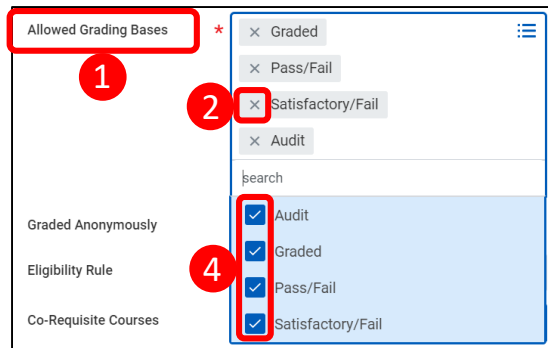 Allowed Grading Bases * × Graded
1
× Pass/Fail
2 × Satisfactory/Fail
× Audit
search
Audit
Graded Anonymously
Graded
Eligibility Rule
4
Pass/Fail
Co-Requisite Courses
Satisfactory/Fail